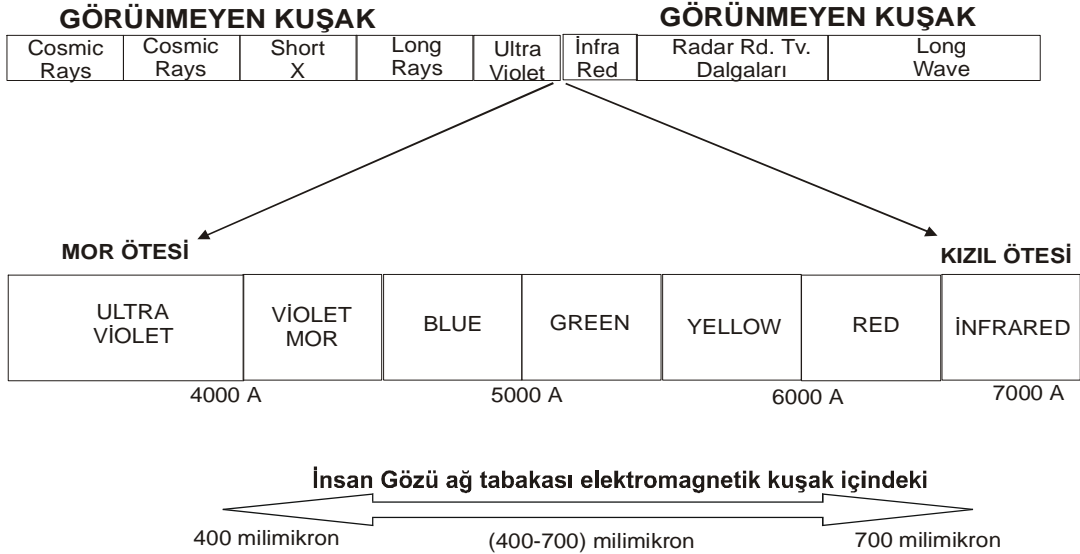 GÖRÜNMEYEN KUŞAK
GÖRÜNMEYEN KUŞAK
Cosmic
Rays
Cosmic
Rays
Short
X
Long
Rays
Ultra
Violet
İnfra
Red
Radar Rd. Tv.
Dalgaları
Long
Wave
MOR ÖTESİ
KIZIL ÖTESİ
ULTRA
VİOLET
VİOLET
MOR
BLUE
GREEN
YELLOW
RED
İNFRARED
4000 A
5000 A
6000 A
7000 A
İnsan Gözü ağ tabakası elektromagnetik kuşak içindeki
400 milimikron
(400-700) milimikron
700 milimikron